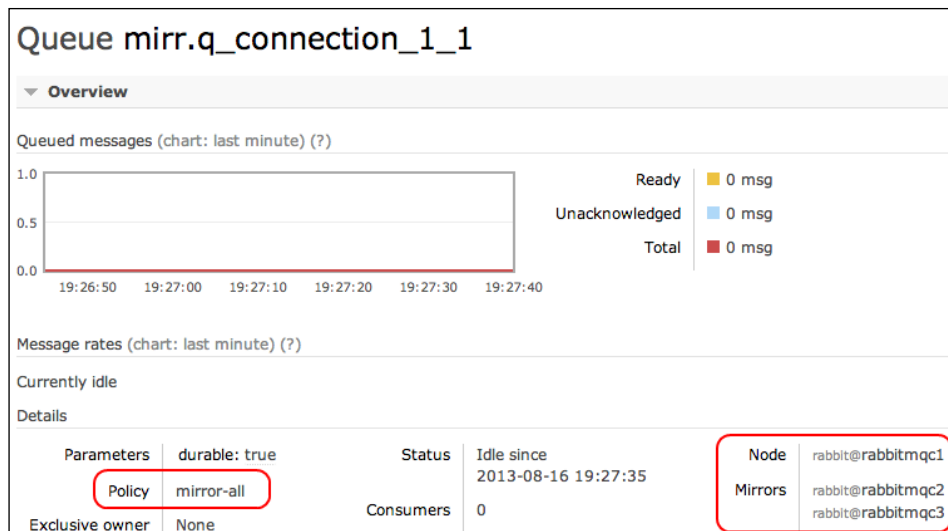 Queue mirr.q_connection_1_1
Overview
Queued messages (chart: last minute) (?)
1.0
0.5
0.0
19:26:50 19:27:00 19:27:10 19:27:20 19:27:30 19:27:40
Ready 0 msg
Unacknowledged 0 msg
Total 0 msg
Message rates (chart: last minute) (?)
Currently idle
Details
Parameters durable: true
Policy mirror-all
Exclusive owner None
Status Idle since
2013-08-16 19:27:35
Consumers 0
Node rabbit@rabbitmqc1
Mirrors rabbit@rabbitmqc2
rabbit@rabbitmqc3